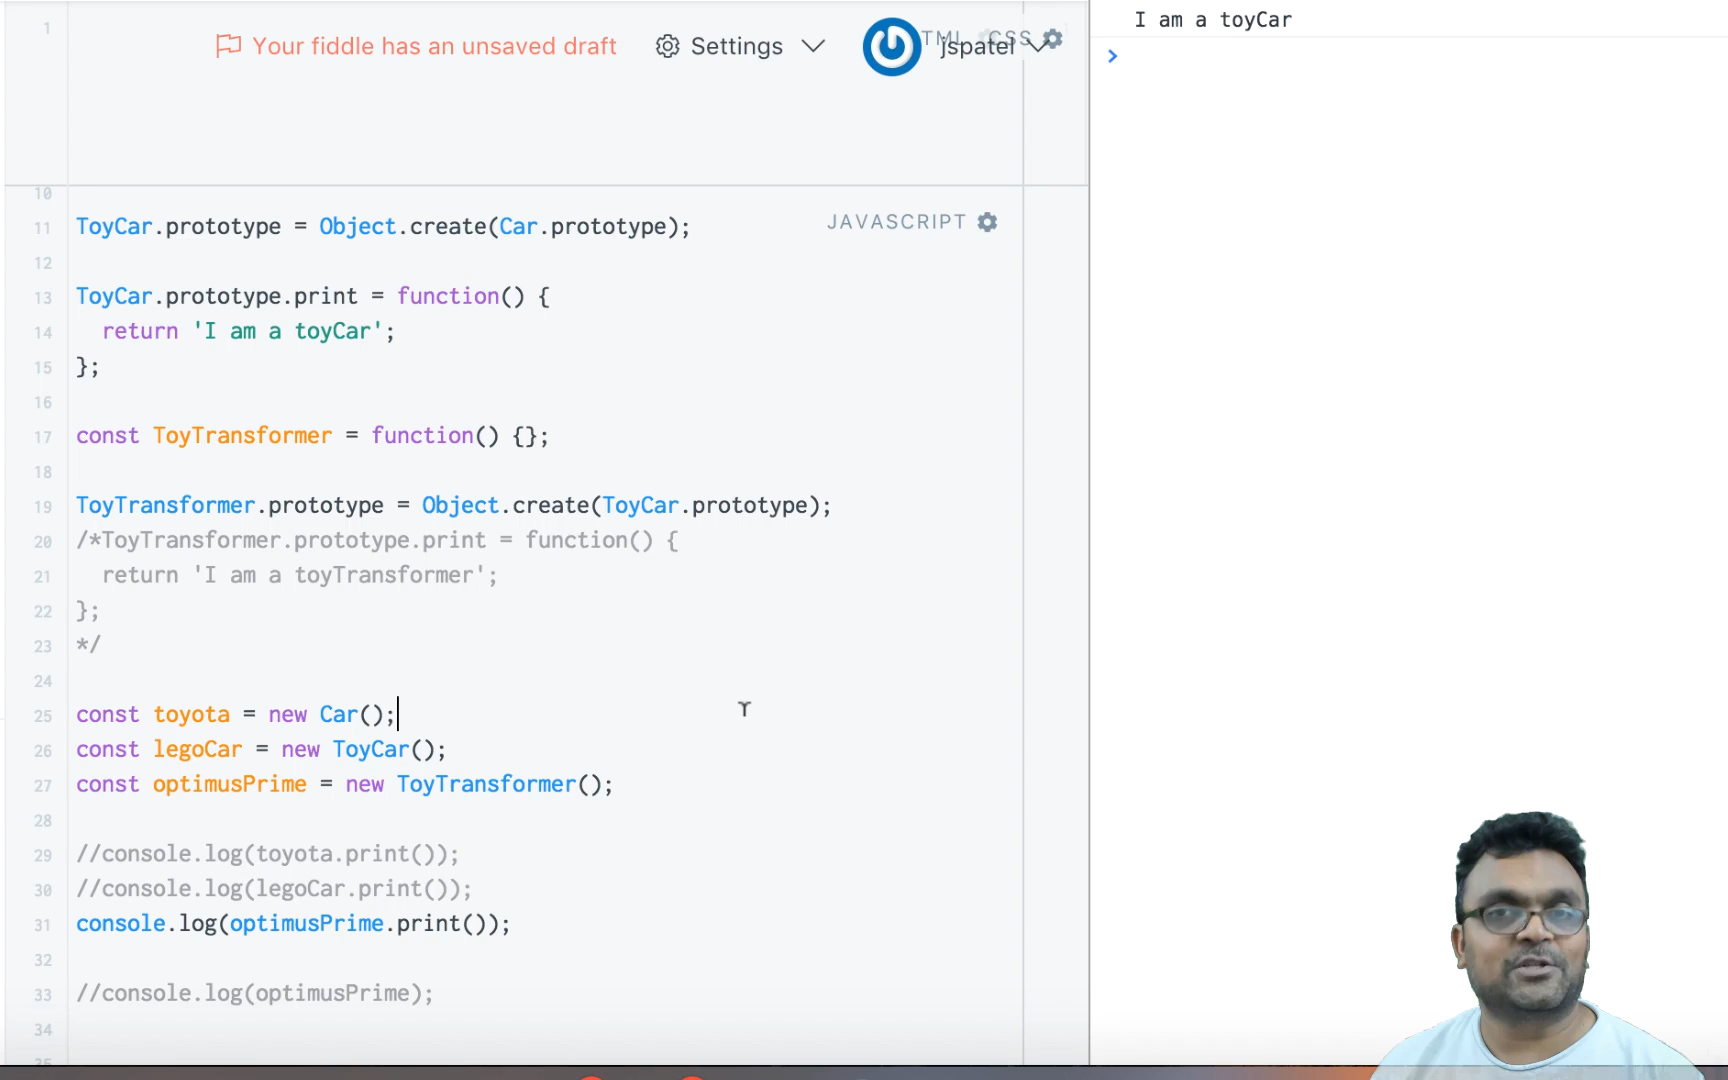 1
Your fiddle has an unsaved draft
Settings
jspatel
CSS
I am a toyCar
>
JAVASCRIPT
10
11 ToyCar.prototype = Object.create(Car.prototype);
12
13 ToyCar.prototype.print = function() {
14 return 'I am a toyCar';
15 };
16
17 const ToyTransformer = function() {};
18
19 ToyTransformer.prototype = Object.create(ToyCar.prototype);
20 /*ToyTransformer.prototype.print = function() {
21 return 'I am a toyTransformer';
22 };
23 */
24
25 const toyota = new Car();
26 const legoCar = new ToyCar();
27 const optimusPrime = new ToyTransformer();
28
29 //console.log(toyota.print());
30 //console.log(legoCar.print());
31 console.log(optimusPrime.print());
32
33 //console.log(optimusPrime);
34